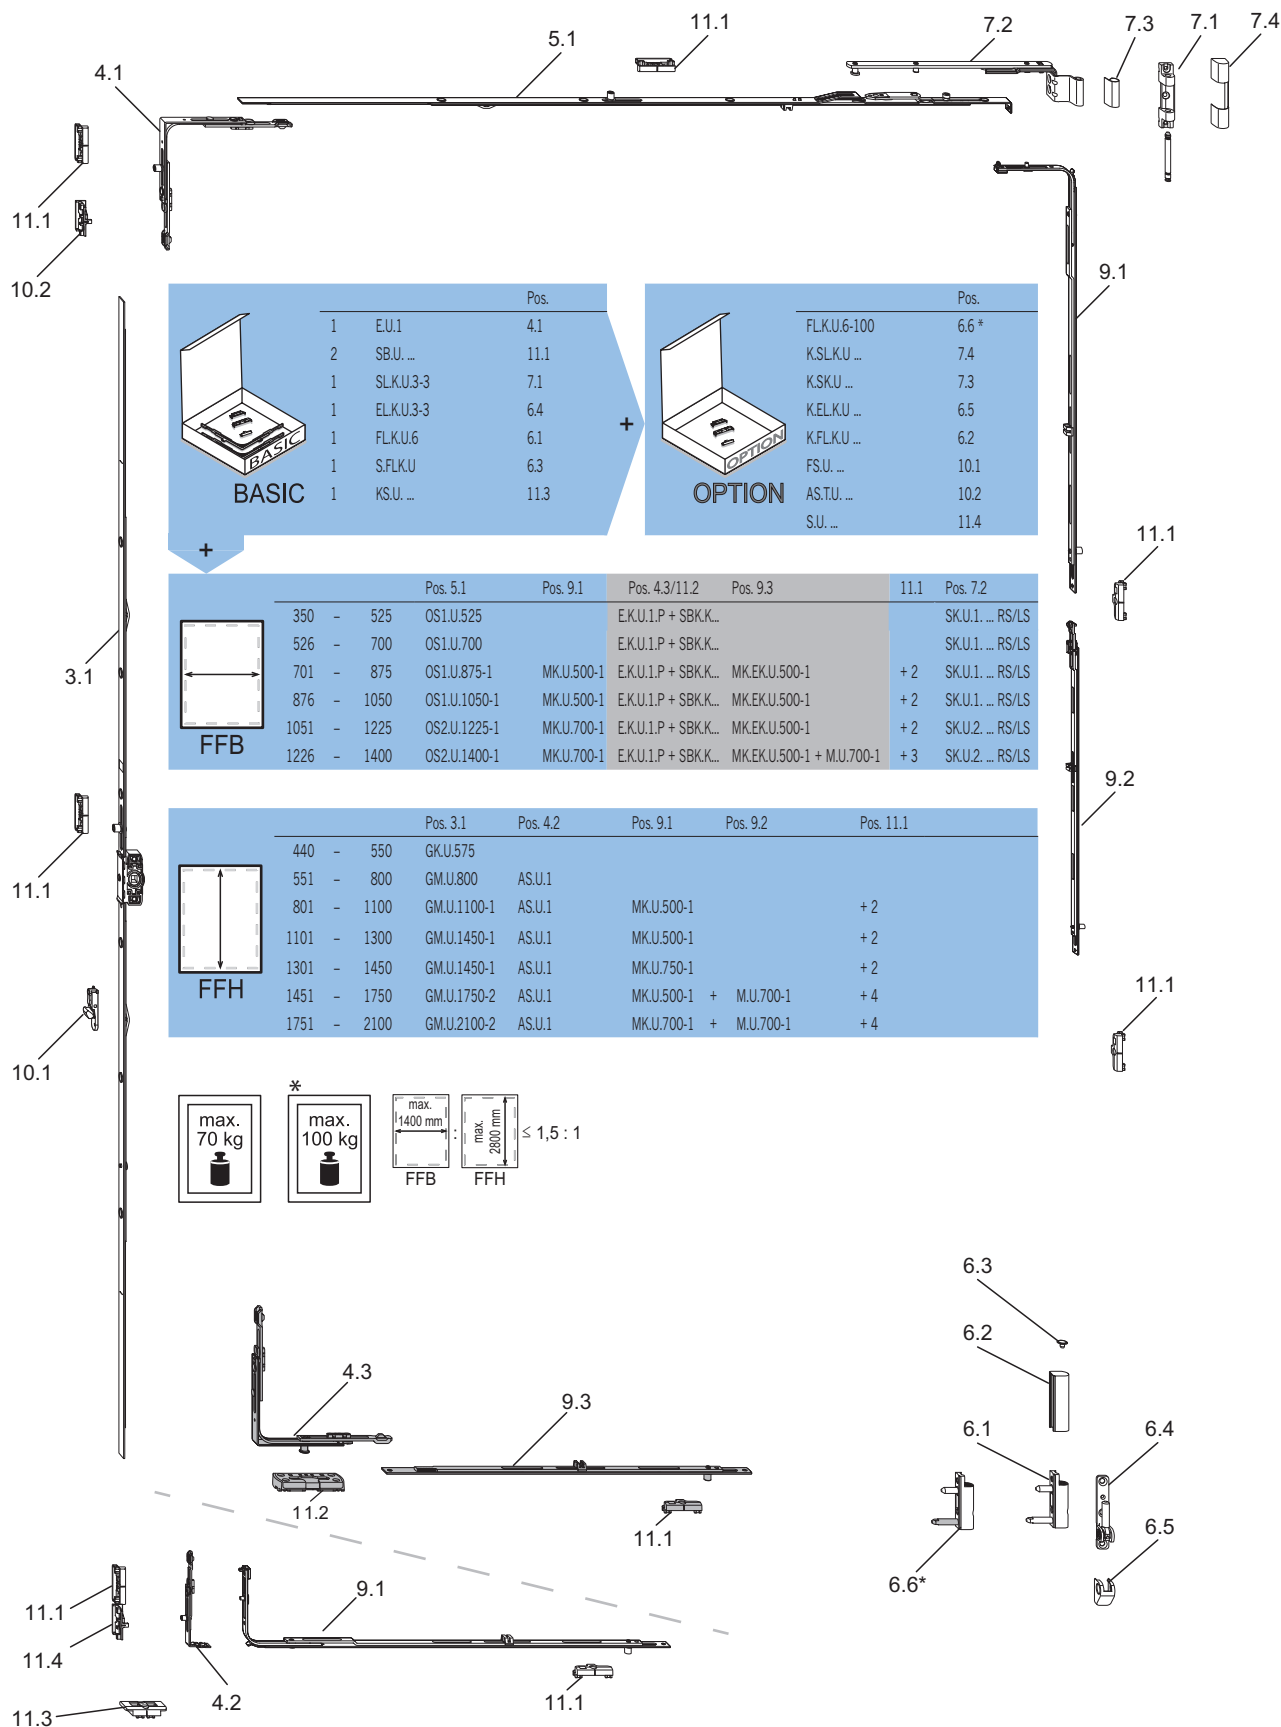 11.1
7.2
7.3
7.1
7.4
5.1
4.1
11.1
10.2
9.1
Pos.
1 E.U.1 4.1
2 SB.U. ... 11.1
1 SL.K.U.3-3 7.1
1 EL.K.U.3-3 6.4
1 FL.K.U.6 6.1
1 S.FL.K.U 6.3
1 KS.U. ... 11.3
BASIC
BASIC
+
Pos.
FL.K.U.6-100 6.6 *
K.SL.K.U ... 7.4
K.SK.U ... 7.3
K.EL.K.U ... 6.5
K.FL.K.U ... 6.2
FS.U. ... 10.1
AS.T.U. ... 10.2
S.U. ... 11.4
OPTION
OPTION
+
11.1
3.1
Pos. 5.1 Pos. 9.1 Pos. 4.3/11.2 Pos. 9.3 11.1 Pos. 7.2
350 – 525 OS1.U.525 E.K.U.1.P + SBK.K... SK.U.1. ... RS/LS
526 – 700 OS1.U.700 E.K.U.1.P + SBK.K... SK.U.1. ... RS/LS
701 – 875 OS1.U.875-1 MK.U.500-1 E.K.U.1.P + SBK.K... MK.EK.U.500-1 + 2 SK.U.1. ... RS/LS
876 – 1050 OS1.U.1050-1 MK.U.500-1 E.K.U.1.P + SBK.K... MK.EK.U.500-1 + 2 SK.U.1. ... RS/LS
1051 – 1225 OS2.U.1225-1 MK.U.700-1 E.K.U.1.P + SBK.K... MK.EK.U.500-1 + 2 SK.U.2. ... RS/LS
1226 – 1400 OS2.U.1400-1 MK.U.700-1 E.K.U.1.P + SBK.K... MK.EK.U.500-1 + M.U.700-1 + 3 SK.U.2. ... RS/LS
FFB
9.2
11.1
Pos. 3.1 Pos. 4.2 Pos. 9.1 Pos. 9.2 Pos. 11.1
440 – 550 GK.U.575
551 – 800 GM.U.800 AS.U.1
801 – 1100 GM.U.1100-1 AS.U.1 MK.U.500-1 + 2
1101 – 1300 GM.U.1450-1 AS.U.1 MK.U.500-1 + 2
1301 – 1450 GM.U.1450-1 AS.U.1 MK.U.750-1 + 2
1451 – 1750 GM.U.1750-2 AS.U.1 MK.U.500-1 + M.U.700-1 + 4
1751 – 2100 GM.U.2100-2 AS.U.1 MK.U.700-1 + M.U.700-1 + 4
FFH
11.1
10.1
max.
70 kg
*
max.
100 kg
max.
1400 mm
FFB
:
max.
2800 mm
FFH
≤ 1,5 : 1
6.3
6.2
6.1
6.4
6.6*
6.5
4.3
9.3
11.2
11.1
11.1
11.4
11.3
4.2
9.1
11.1